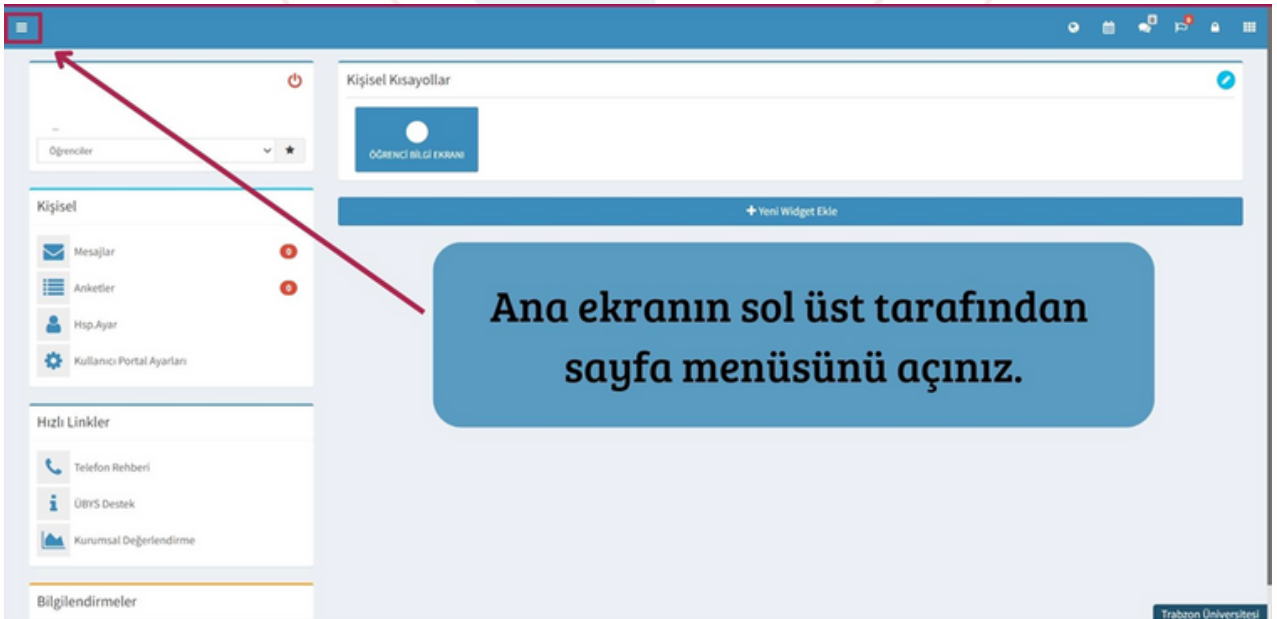 0
0
Kişisel Kısayollar
Öğrenciler
ÖĞRENCİ BİLGİ EKRANI
Kişisel
+ Yeni Widget Ekle
Mesajlar 0
Anketler 0
Hsp.Ayar
Kullanıcı Portal Ayarları
Ana ekranın sol üst tarafından
sayfa menüsünü açınız.
Hızlı Linkler
Telefon Rehberi
ÜBYS Destek
Kurumsal Değerlendirme
Bilgilendirmeler
Trabzon Üniversitesi